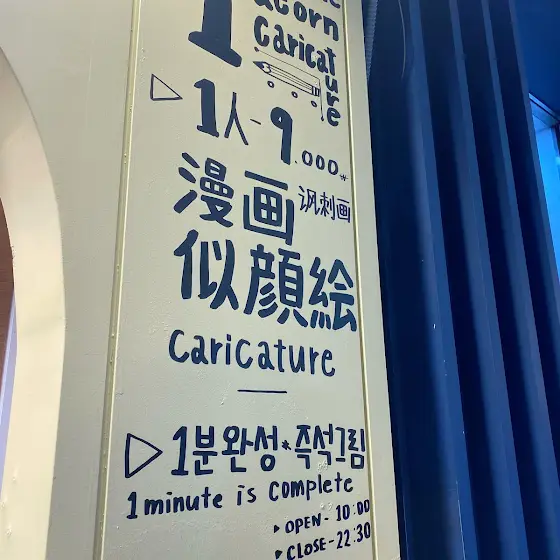 1
acorn
caricature
▷ 1人-9,000₩
漫画 讽刺画
似顔絵
caricature
▷ 1분완성*즉석그림
1 minute is complete
▸ OPEN- 10:00
▸ CLOSE-22:30